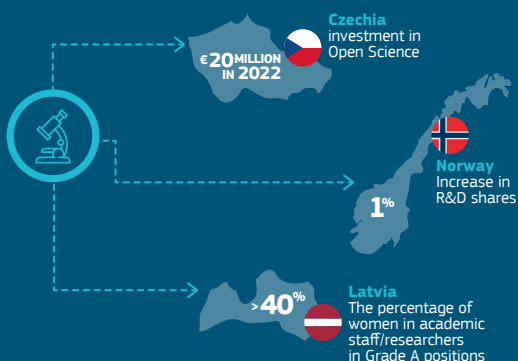 Czechia
investment in
Open Science
€20 MILLION
IN 2022
Norway
Increase in
R&D shares
1%
>40%
Latvia
The percentage of
women in academic
staff/researchers
in Grade A positions